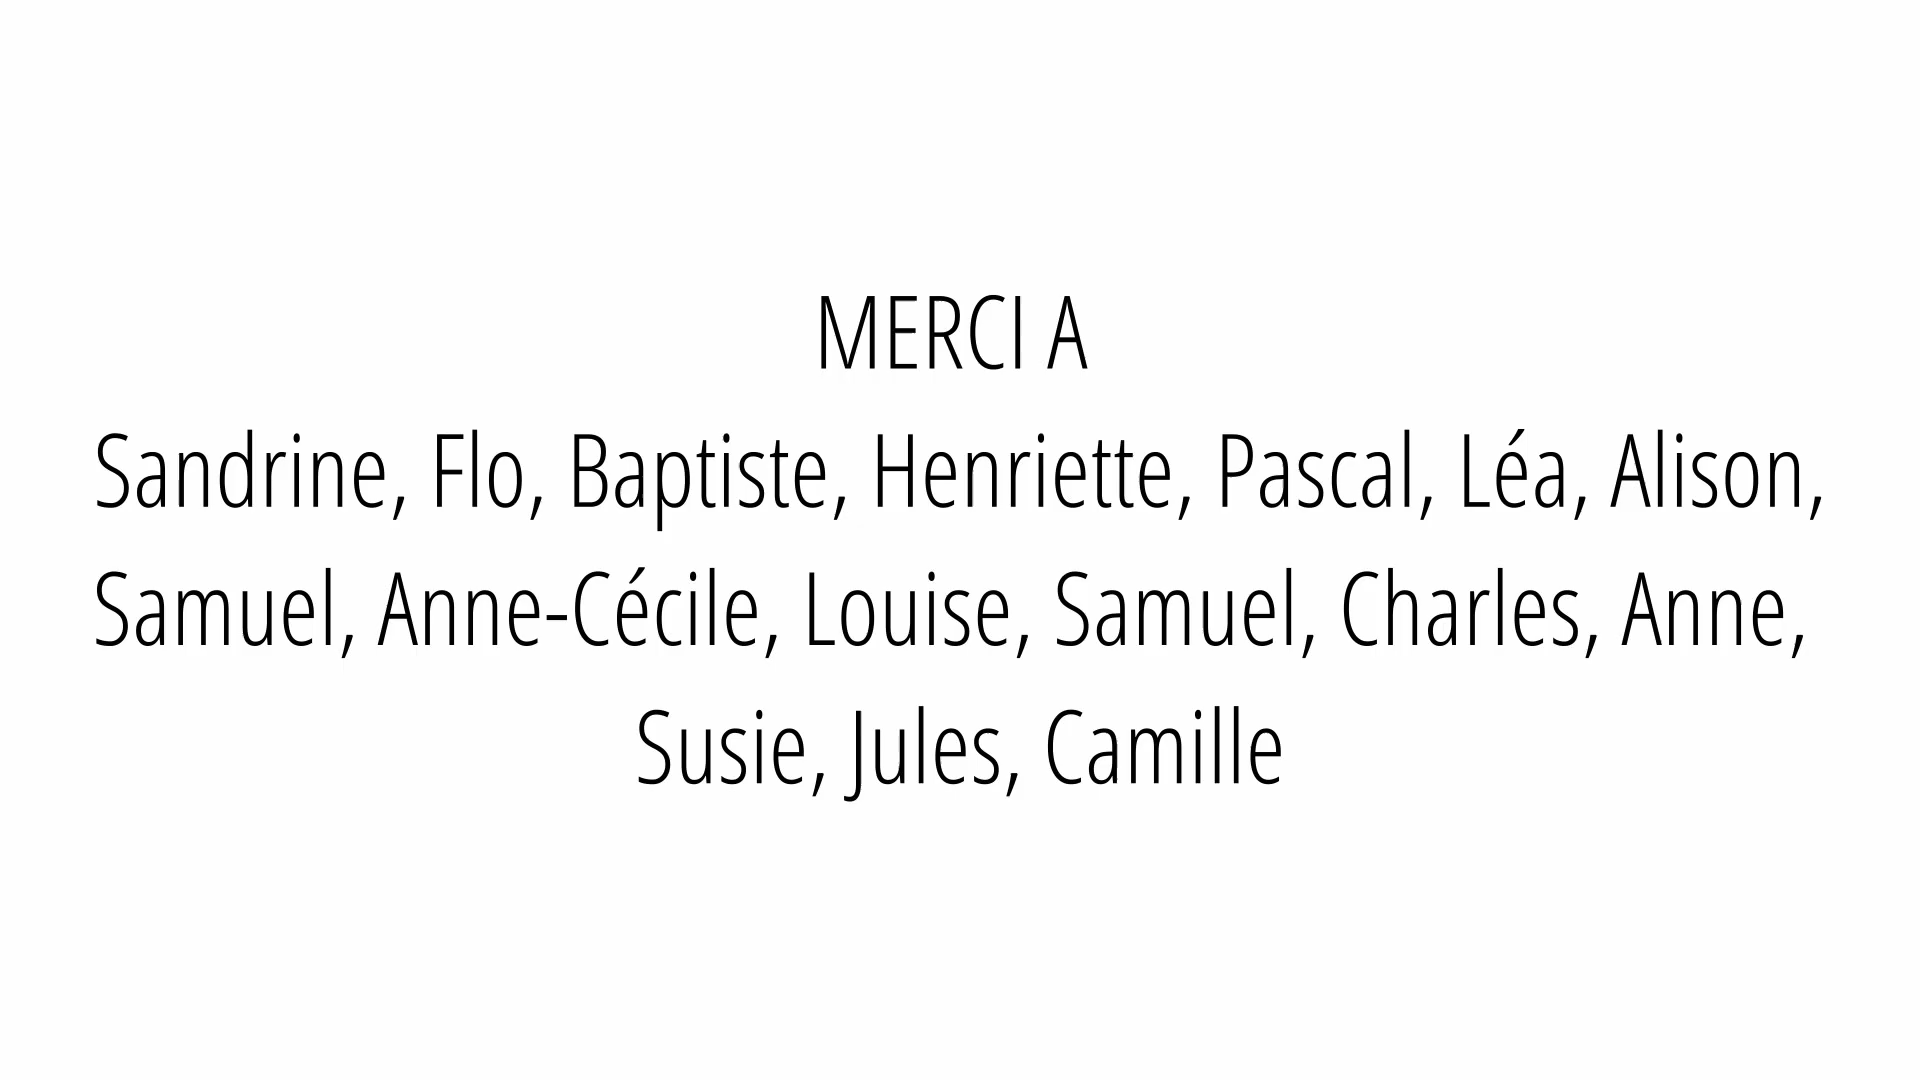 MERCI A
Sandrine, Flo, Baptiste, Henriette, Pascal, Léa, Alison,
Samuel, Anne-Cécile, Louise, Samuel, Charles, Anne,
Susie, Jules, Camille